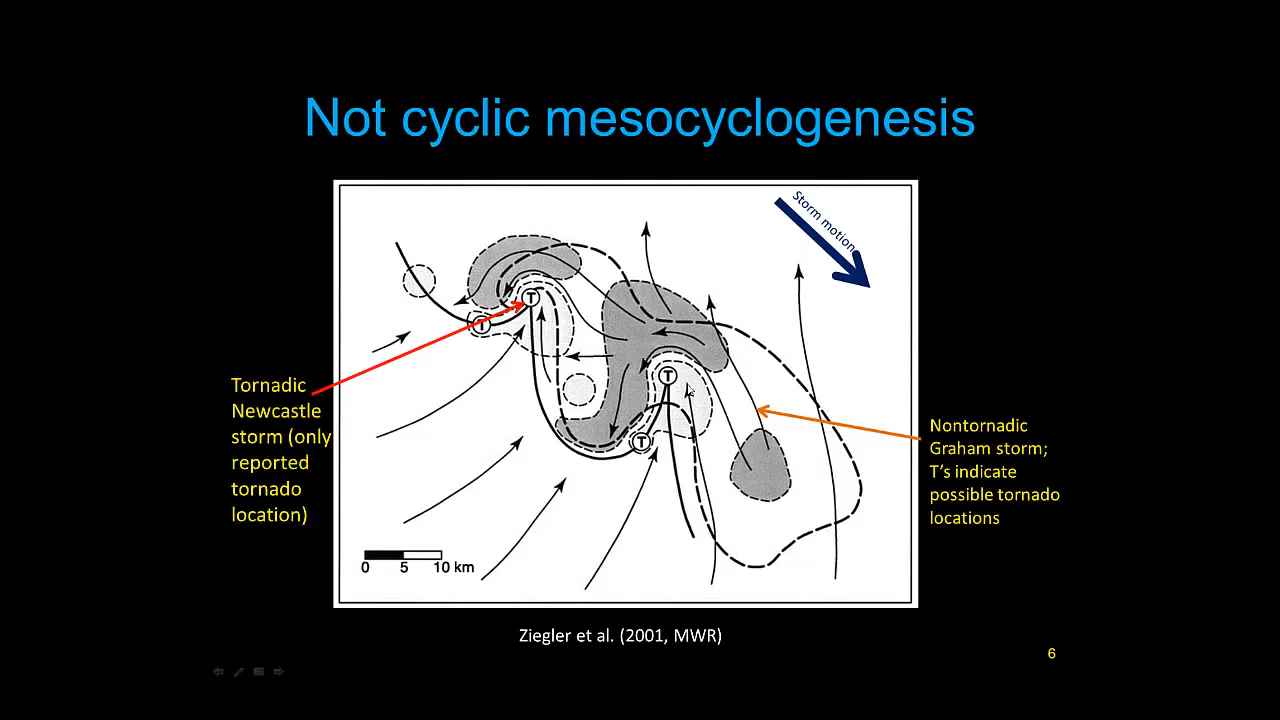 Not cyclic mesocyclogenesis
Storm motion
T
T
T
T
Tornadic
Newcastle
storm (only
reported
tornado
location)
Nontornadic
Graham storm;
T's indicate
possible tornado
locations
0 5 10 km
Ziegler et al. (2001, MWR)
6